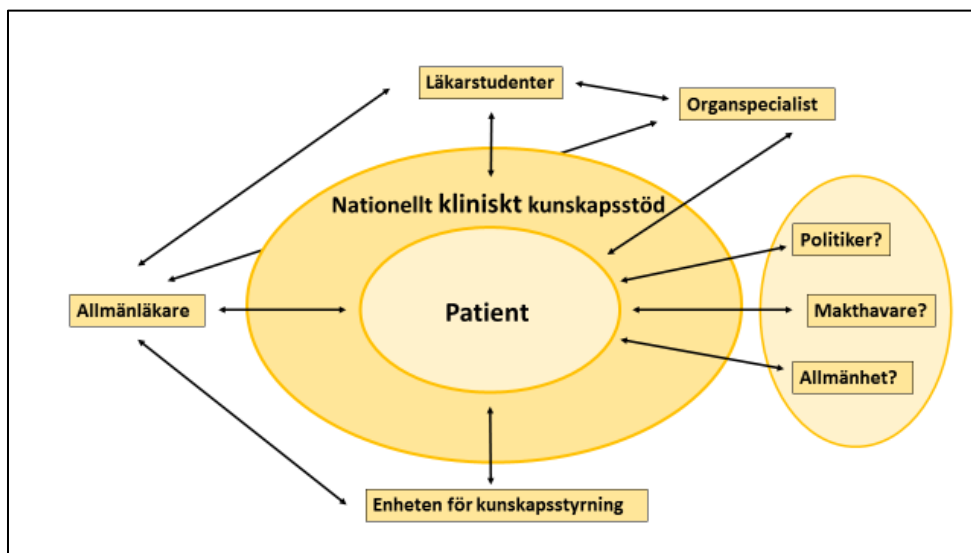 Läkarstudenter
Organspecialist
Nationellt kliniskt kunskapsstöd
Politiker?
Allmänläkare
Patient
Makthavare?
Allmänhet?
Enheten för kunskapsstyrning